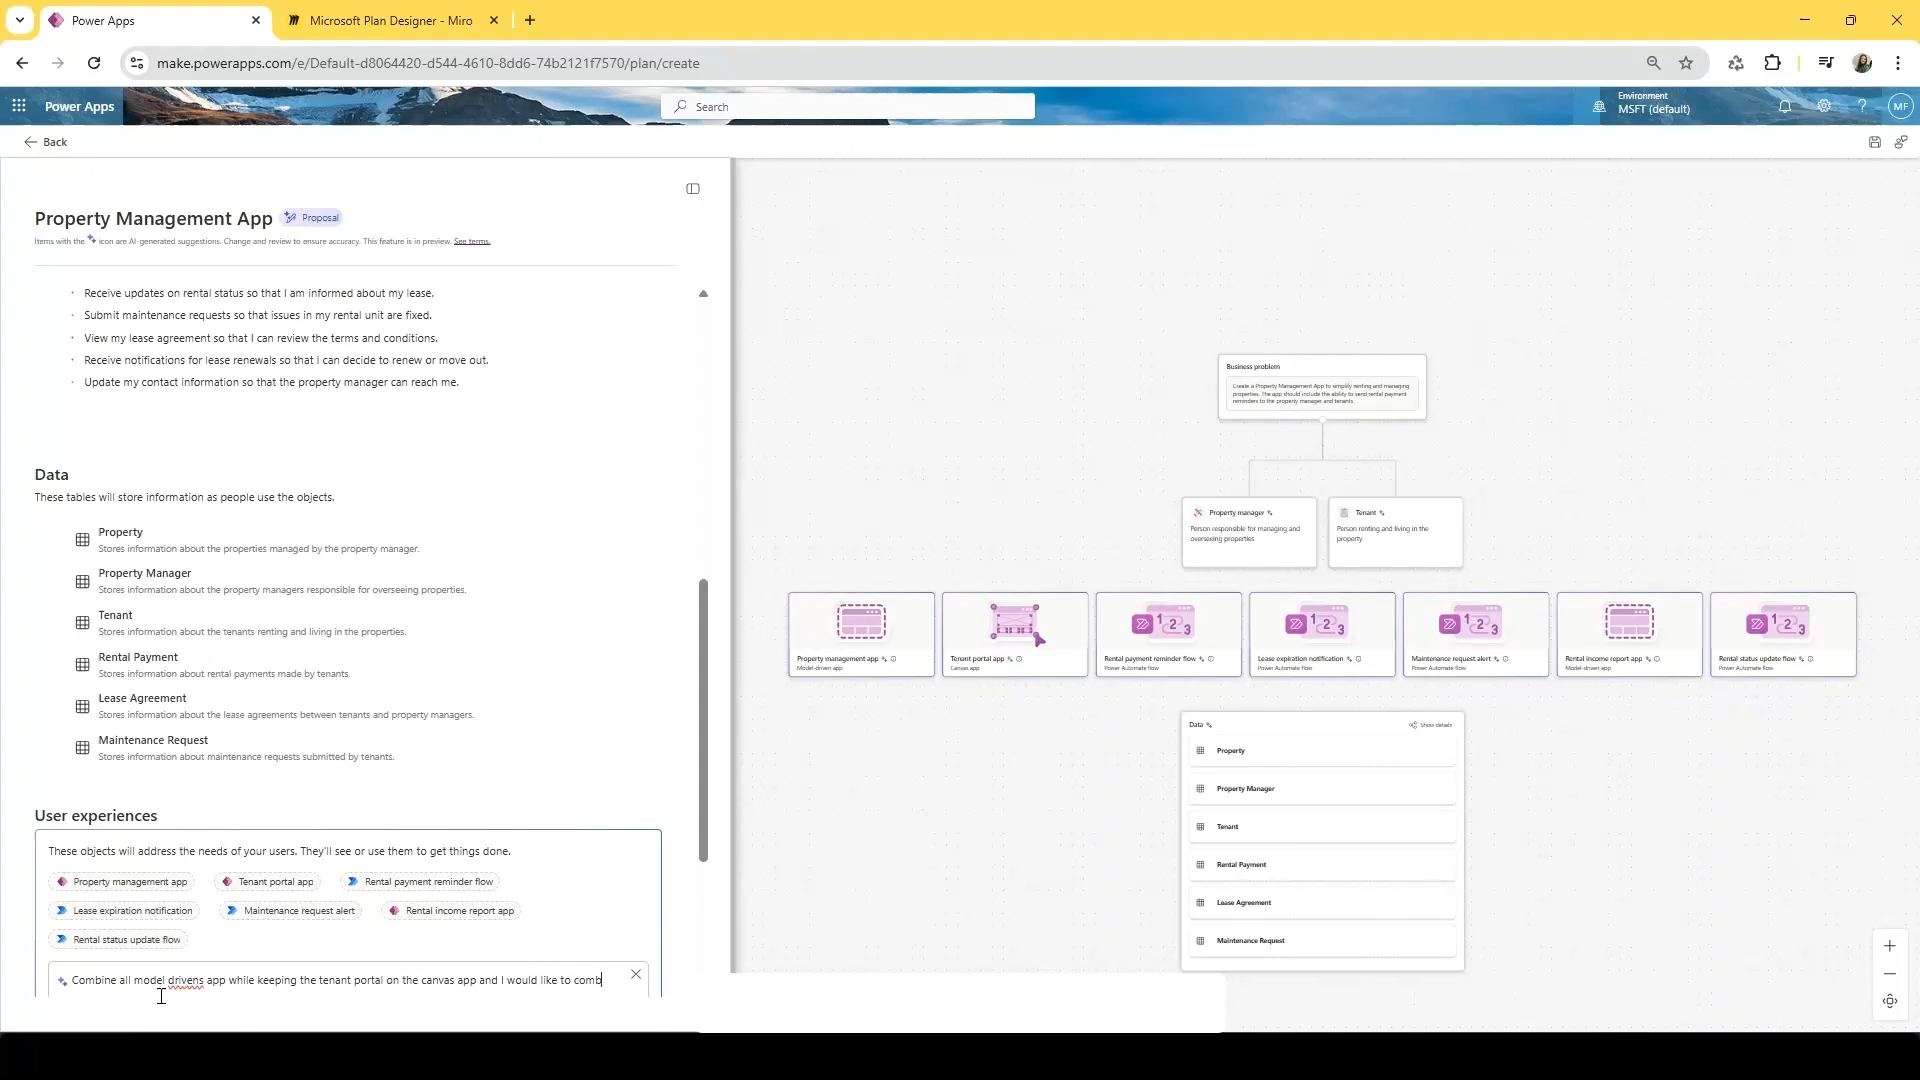 Power Apps
Microsoft Plan Designer - Miro
make.powerapps.com/e/Default-d8064420-d544-4610-8dd6-74b2121f7570/plan/create
Power Apps
Search
Environment
MSFT (default)
MF
Back
Property Management App
Proposal
Items with the icon are AI-generated suggestions. Change and review to ensure accuracy. This feature is in preview. See terms.
· Receive updates on rental status so that I am informed about my lease.
· Submit maintenance requests so that issues in my rental unit are fixed.
· View my lease agreement so that I can review the terms and conditions.
· Receive notifications for lease renewals so that I can decide to renew or move out.
· Update my contact information so that the property manager can reach me.
Data
These tables will store information as people use the objects.
Property
Stores information about the properties managed by the property manager.
Property Manager
Stores information about the property managers responsible for overseeing properties.
Tenant
Stores information about the tenants renting and living in the properties.
Rental Payment
Stores information about rental payments made by tenants.
Lease Agreement
Stores information about the lease agreements between tenants and property managers.
Maintenance Request
Stores information about maintenance requests submitted by tenants.
User experiences
These objects will address the needs of your users. They'll see or use them to get things done.
Property management app
Tenant portal app
Rental payment reminder flow
Lease expiration notification
Maintenance request alert
Rental income report app
Rental status update flow
Combine all model drivens app while keeping the tenant portal on the canvas app and I would like to comb
Business problem
Create a Property Management App to simplify renting and managing
properties. The app should include the ability to send rental payment
reminders to the property manager and tenants.
Property manager
Person responsible for managing and
overseeing properties
Tenant
Person renting and living in the
property
1 2 3
1 2 3
1 2 3
1 2 3
Property management app
Model-driven app
Tenant portal app
Canvas app
Rental payment reminder flow
Power Automate flow
Lease expiration notification
Power Automate flow
Maintenance request alert
Power Automate flow
Rental income report app
Model-driven app
Rental status update flow
Power Automate flow
Data
Show details
Property
Property Manager
Tenant
Rental Payment
Lease Agreement
Maintenance Request